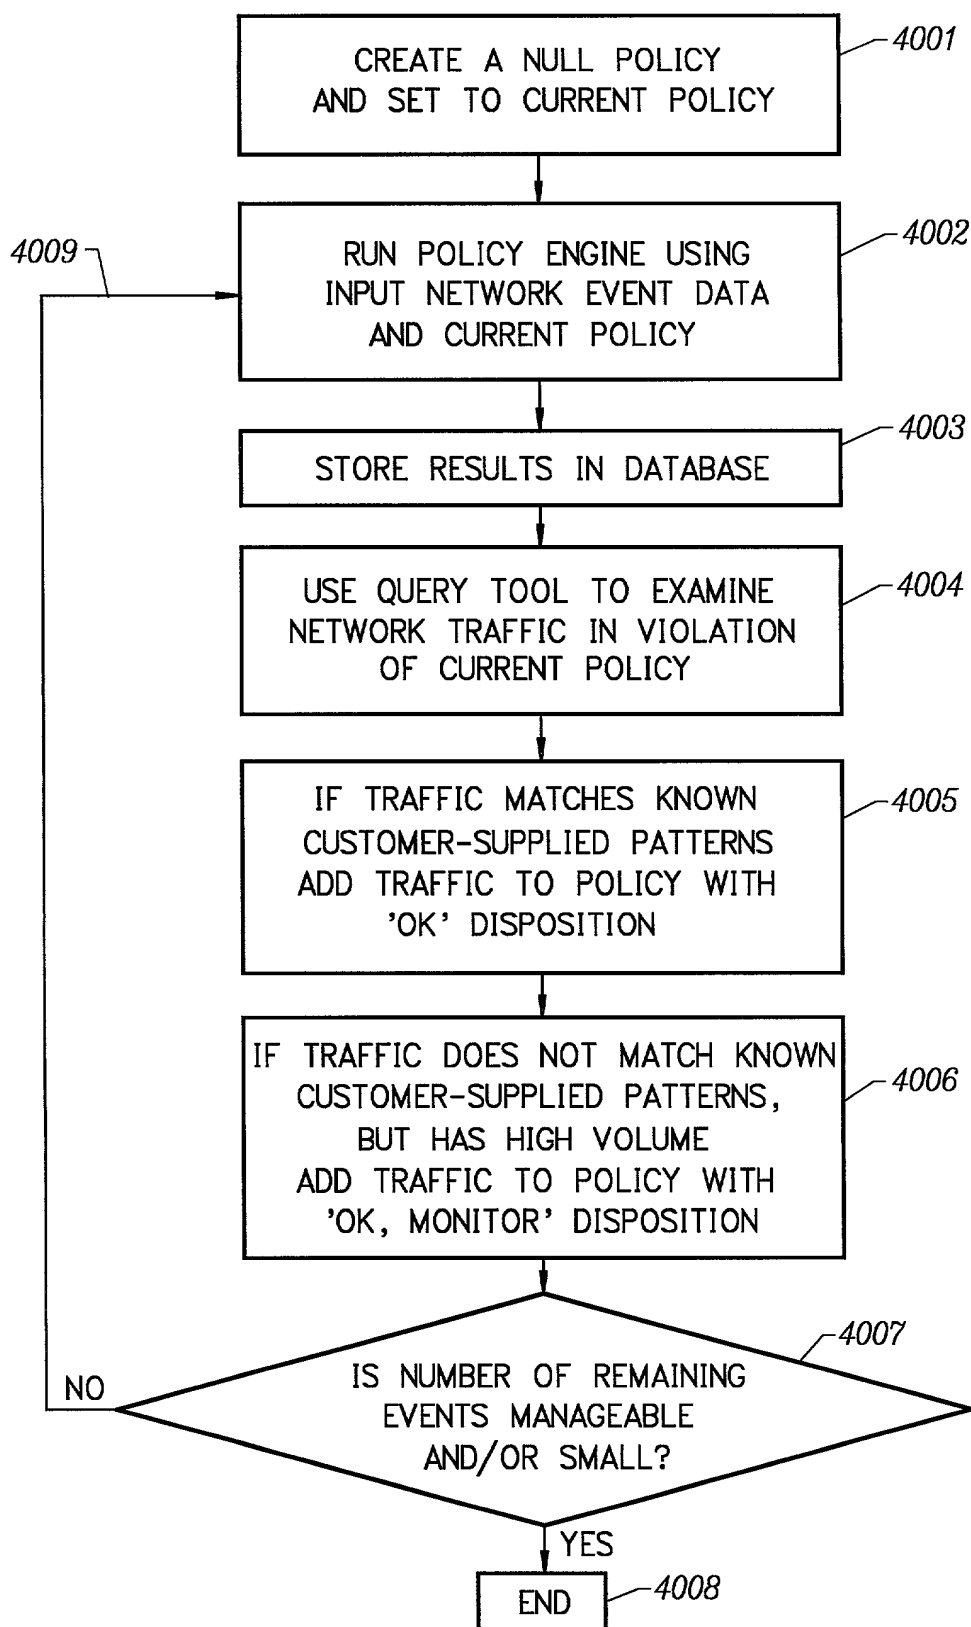 CREATE A NULL POLICY
AND SET TO CURRENT POLICY
4001
RUN POLICY ENGINE USING
INPUT NETWORK EVENT DATA
AND CURRENT POLICY
4002
4009
STORE RESULTS IN DATABASE
4003
USE QUERY TOOL TO EXAMINE
NETWORK TRAFFIC IN VIOLATION
OF CURRENT POLICY
4004
IF TRAFFIC MATCHES KNOWN
CUSTOMER-SUPPLIED PATTERNS
ADD TRAFFIC TO POLICY WITH
'OK' DISPOSITION
4005
IF TRAFFIC DOES NOT MATCH KNOWN
CUSTOMER-SUPPLIED PATTERNS,
BUT HAS HIGH VOLUME
ADD TRAFFIC TO POLICY WITH
'OK, MONITOR' DISPOSITION
4006
IS NUMBER OF REMAINING
EVENTS MANAGEABLE
AND/OR SMALL?
4007
NO
YES
END
4008